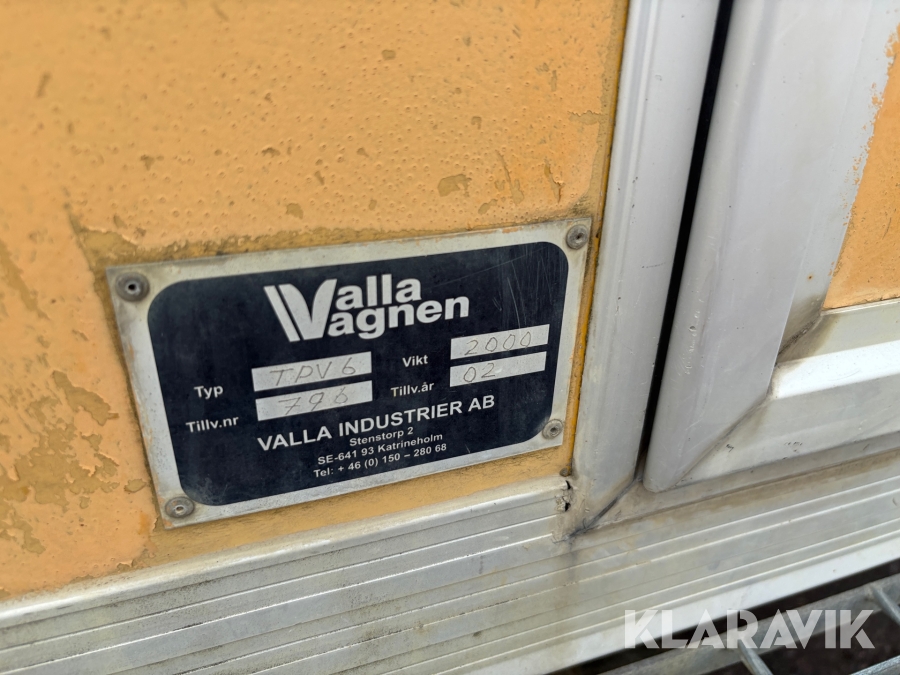 Valla
Vagnen
Typ TPV6 Vikt 2000
Tillv.nr 796 Tillv.år 02
VALLA INDUSTRIER AB
Stenstorp 2
SE-641 93 Katrineholm
Tel: + 46 (0) 150 – 280 68
KLARAVIK